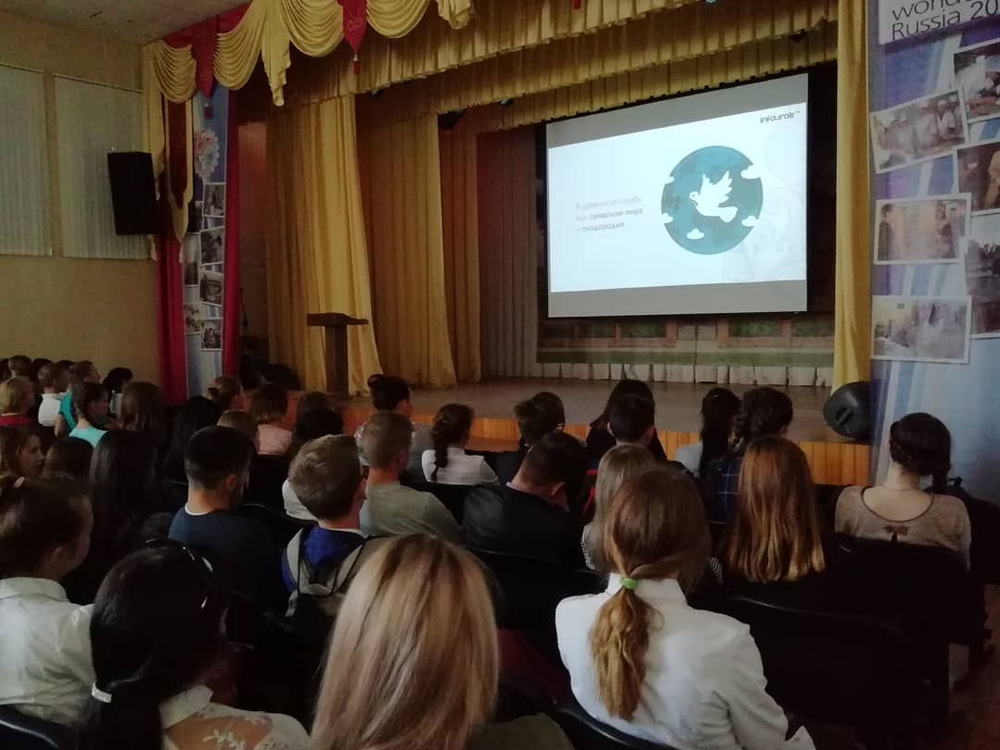 world
Russia 20
infourok
В древности голубь
был символом мира
и плодородия